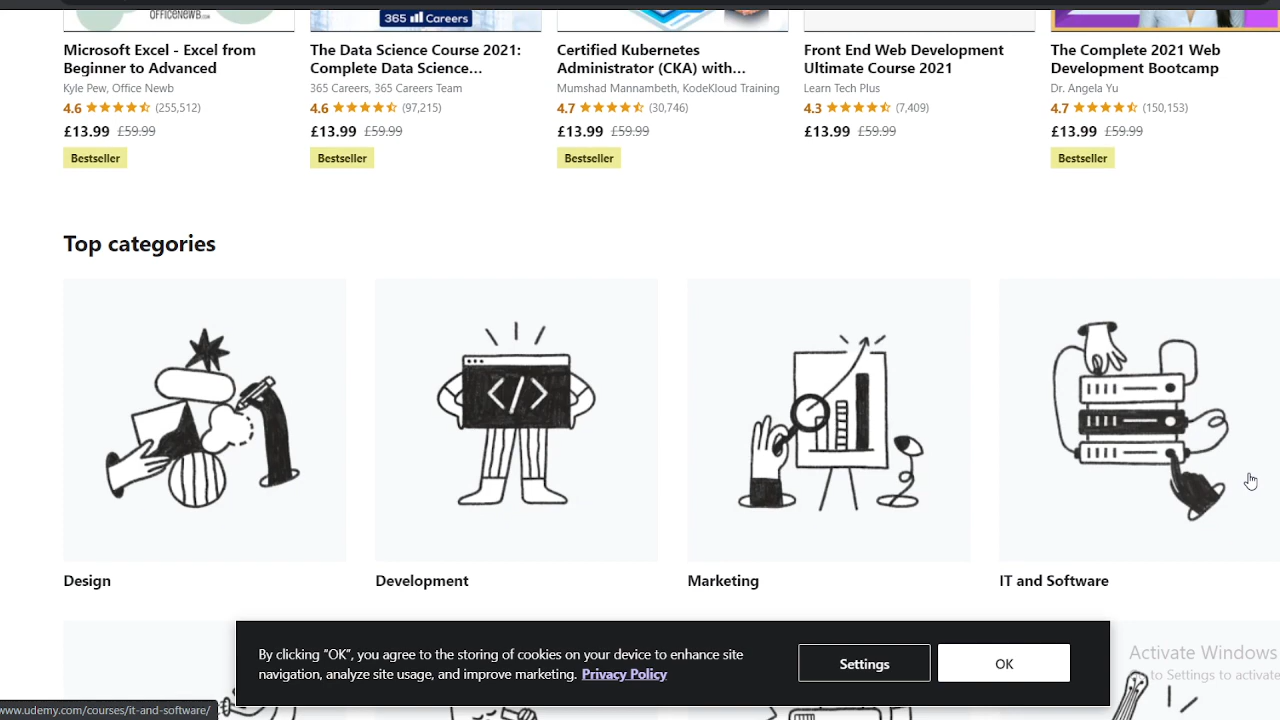 OFFICENEWB.COM
365 Careers
Microsoft Excel - Excel from
Beginner to Advanced
Kyle Pew, Office Newb
4.6 (255,512)
£13.99 £59.99
Bestseller
The Data Science Course 2021:
Complete Data Science...
365 Careers, 365 Careers Team
4.6 (97,215)
£13.99 £59.99
Bestseller
Certified Kubernetes
Administrator (CKA) with...
Mumshad Mannambeth, KodeKloud Training
4.7 (30,746)
£13.99 £59.99
Bestseller
Front End Web Development
Ultimate Course 2021
Learn Tech Plus
4.3 (7,409)
£13.99 £59.99
The Complete 2021 Web
Development Bootcamp
Dr. Angela Yu
4.7 (150,153)
£13.99 £59.99
Bestseller
Top categories
</>
Design
Development
Marketing
IT and Software
By clicking "OK", you agree to the storing of cookies on your device to enhance site
navigation, analyze site usage, and improve marketing. Privacy Policy
Settings
OK
Activate Windows
to Settings to activate
www.udemy.com/courses/it-and-software/